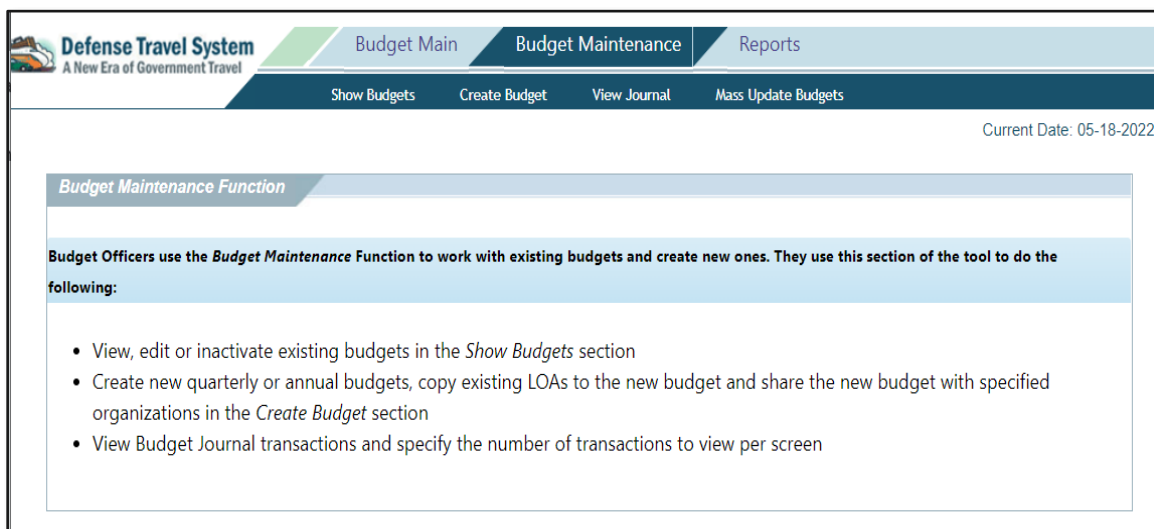 Defense Travel System
A New Era of Government Travel
Budget Main Budget Maintenance Reports
Show Budgets Create Budget View Journal Mass Update Budgets
Current Date: 05-18-2022
Budget Maintenance Function
Budget Officers use the Budget Maintenance Function to work with existing budgets and create new ones. They use this section of the tool to do the
following:
• View, edit or inactivate existing budgets in the Show Budgets section
• Create new quarterly or annual budgets, copy existing LOAs to the new budget and share the new budget with specified
organizations in the Create Budget section
• View Budget Journal transactions and specify the number of transactions to view per screen